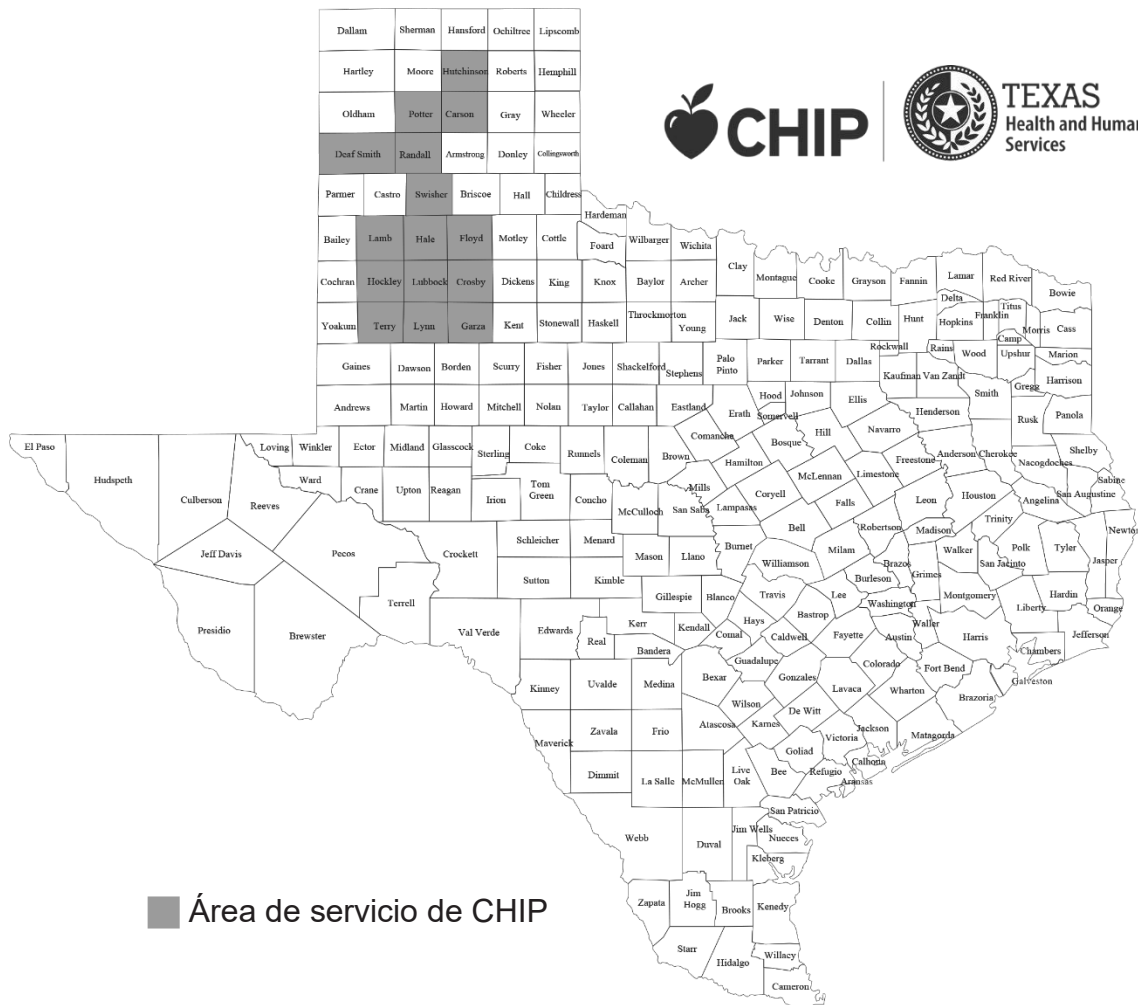 Dallam Sherman Hansford Ochiltree Lipscomb
Hartley Moore Hutchinson Roberts Hemphill
CHIP
TEXAS
Health and Human
Services
Oldham Potter Carson Gray Wheeler
Deaf Smith Randall Armstrong Donley Collingsworth
Parmer Castro Swisher Briscoe Hall Childress
Hardeman
Bailey Lamb Hale Floyd Motley Cottle Foard Wilbarger Wichita
Clay Montague Cooke Grayson Fannin Lamar Red River Bowie
Cochran Hockley Lubbock Crosby Dickens King Knox Baylor Archer
Delta Titus
Yoakum Terry Lynn Garza Kent Stonewall Haskell Throckmorton Young Jack Wise Denton Collin Hunt Hopkins Franklin Morris Cass
Rockwall Rains Wood Camp Upshur Marion
Gaines Dawson Borden Scurry Fisher Jones Shackelford Stephens Palo Pinto Parker Tarrant Dallas Kaufman Van Zandt Smith Gregg Harrison
Andrews Martin Howard Mitchell Nolan Taylor Callahan Eastland Erath Hood Somervell Johnson Ellis Henderson Rusk Panola
El Paso Hudspeth Culberson Loving Winkler Ector Midland Glasscock Sterling Coke Runnels Coleman Brown Comanche Bosque Hill Navarro Anderson Cherokee Nacogdoches Shelby
Reeves Ward Crane Upton Reagan Irion Tom Green Concho McCulloch San Saba Mills Hamilton Coryell McLennan Limestone Freestone Leon Houston Angelina San Augustine Sabine
Jeff Davis Pecos Crockett Schleicher Menard Mason Llano Burnet Lampasas Bell Falls Robertson Madison Trinity Polk Tyler Jasper Newton
Terrell Sutton Kimble Gillespie Blanco Williamson Milam Brazos Burleson Grimes Walker San Jacinto Hardin
Presidio Brewster Val Verde Edwards Real Kerr Kendall Bandera Comal Hays Travis Bastrop Lee Washington Waller Montgomery Liberty Orange
Caldwell Fayette Austin Harris Chambers Jefferson
Kinney Uvalde Medina Bexar Guadalupe Gonzales Lavaca Colorado Fort Bend Galveston
Wilson De Witt Wharton Brazoria
Maverick Zavala Frio Atascosa Karnes Victoria Jackson Matagorda
Goliad Calhoun
Dimmit La Salle McMullen Live Oak Bee Refugio Aransas
San Patricio
Webb Duval Jim Wells Nueces
Kleberg
Zapata Jim Hogg Brooks Kenedy
Área de servicio de CHIP
Starr Hidalgo Willacy
Cameron